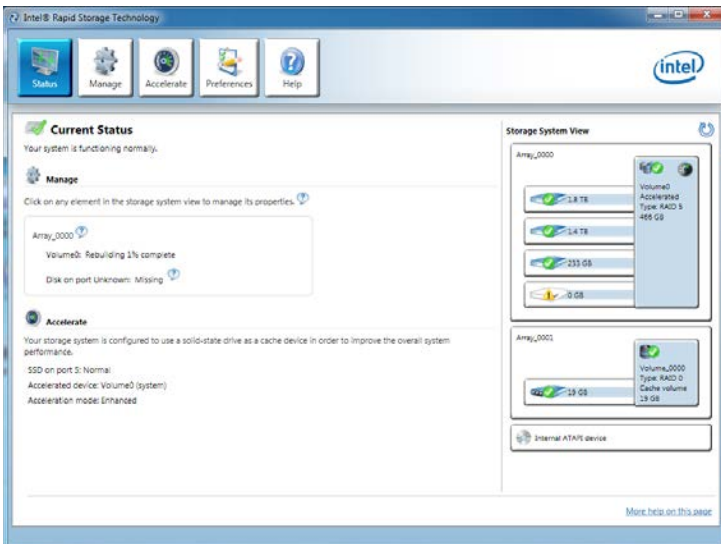 Intel® Rapid Storage Technology
Status
Manage
Accelerate
Preferences
Help
intel
Current Status
Your system is functioning normally.
Manage
Click on any element in the storage system view to manage its properties.
Array_0000
Volume0: Rebuilding 1% complete
Disk on port Unknown: Missing
Accelerate
Your storage system is configured to use a solid-state drive as a cache device in order to improve the overall system
performance.
SSD on port 5: Normal
Accelerated device: Volume0 (system)
Acceleration mode: Enhanced
Storage System View
Array_0000
1.8 TB
1.4 TB
233 GB
0 GB
Volume0
Accelerated
Type: RAID 5
466 GB
Array_0001
19 GB
Volume_0000
Type: RAID 0
Cache volume
19 GB
Internal ATAPI device
More help on this page